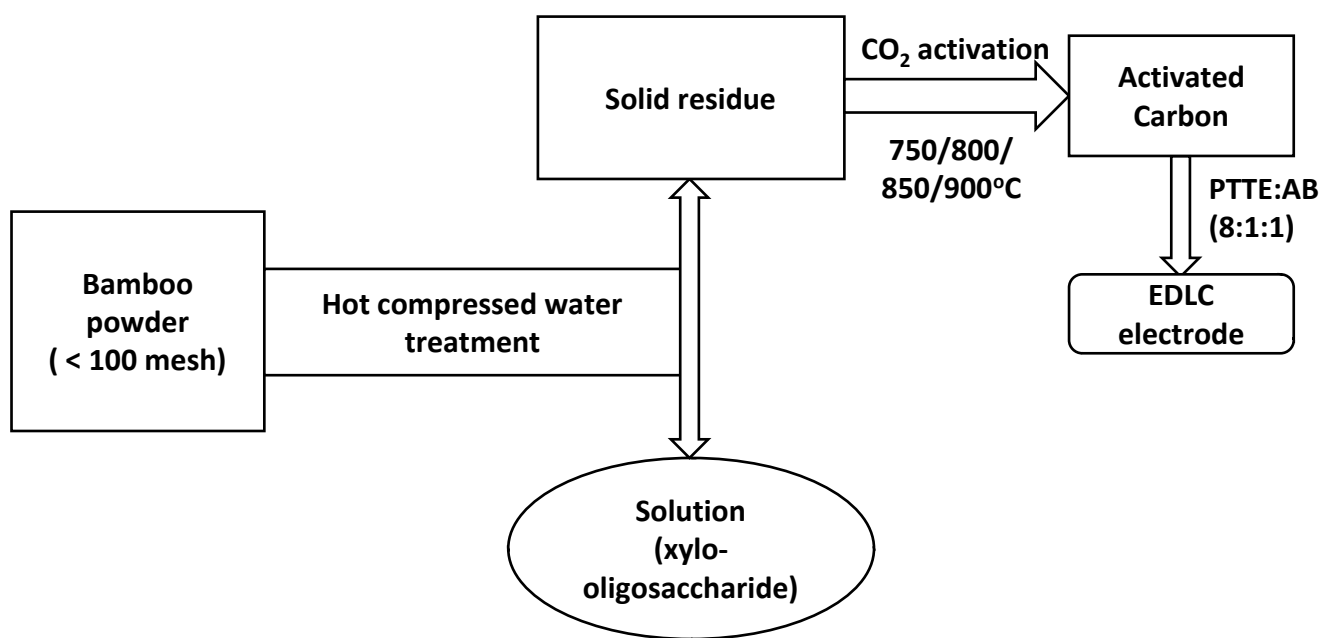 Bamboo
powder
( < 100 mesh)
Hot compressed water
treatment
Solid residue
Solution
(xylo-
oligosaccharide)
CO₂ activation
750/800/
850/900ºC
Activated
Carbon
PTTE:AB
(8:1:1)
EDLC
electrode